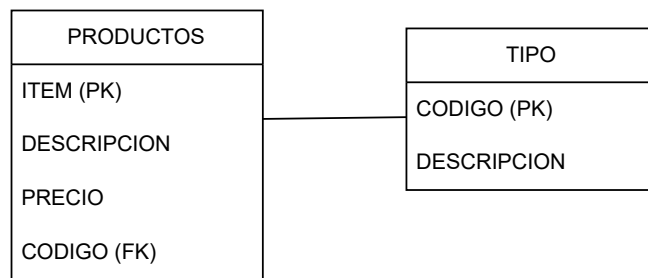 PRODUCTOS
ITEM (PK)
DESCRIPCION
PRECIO
CODIGO (FK)
TIPO
CODIGO (PK)
DESCRIPCION